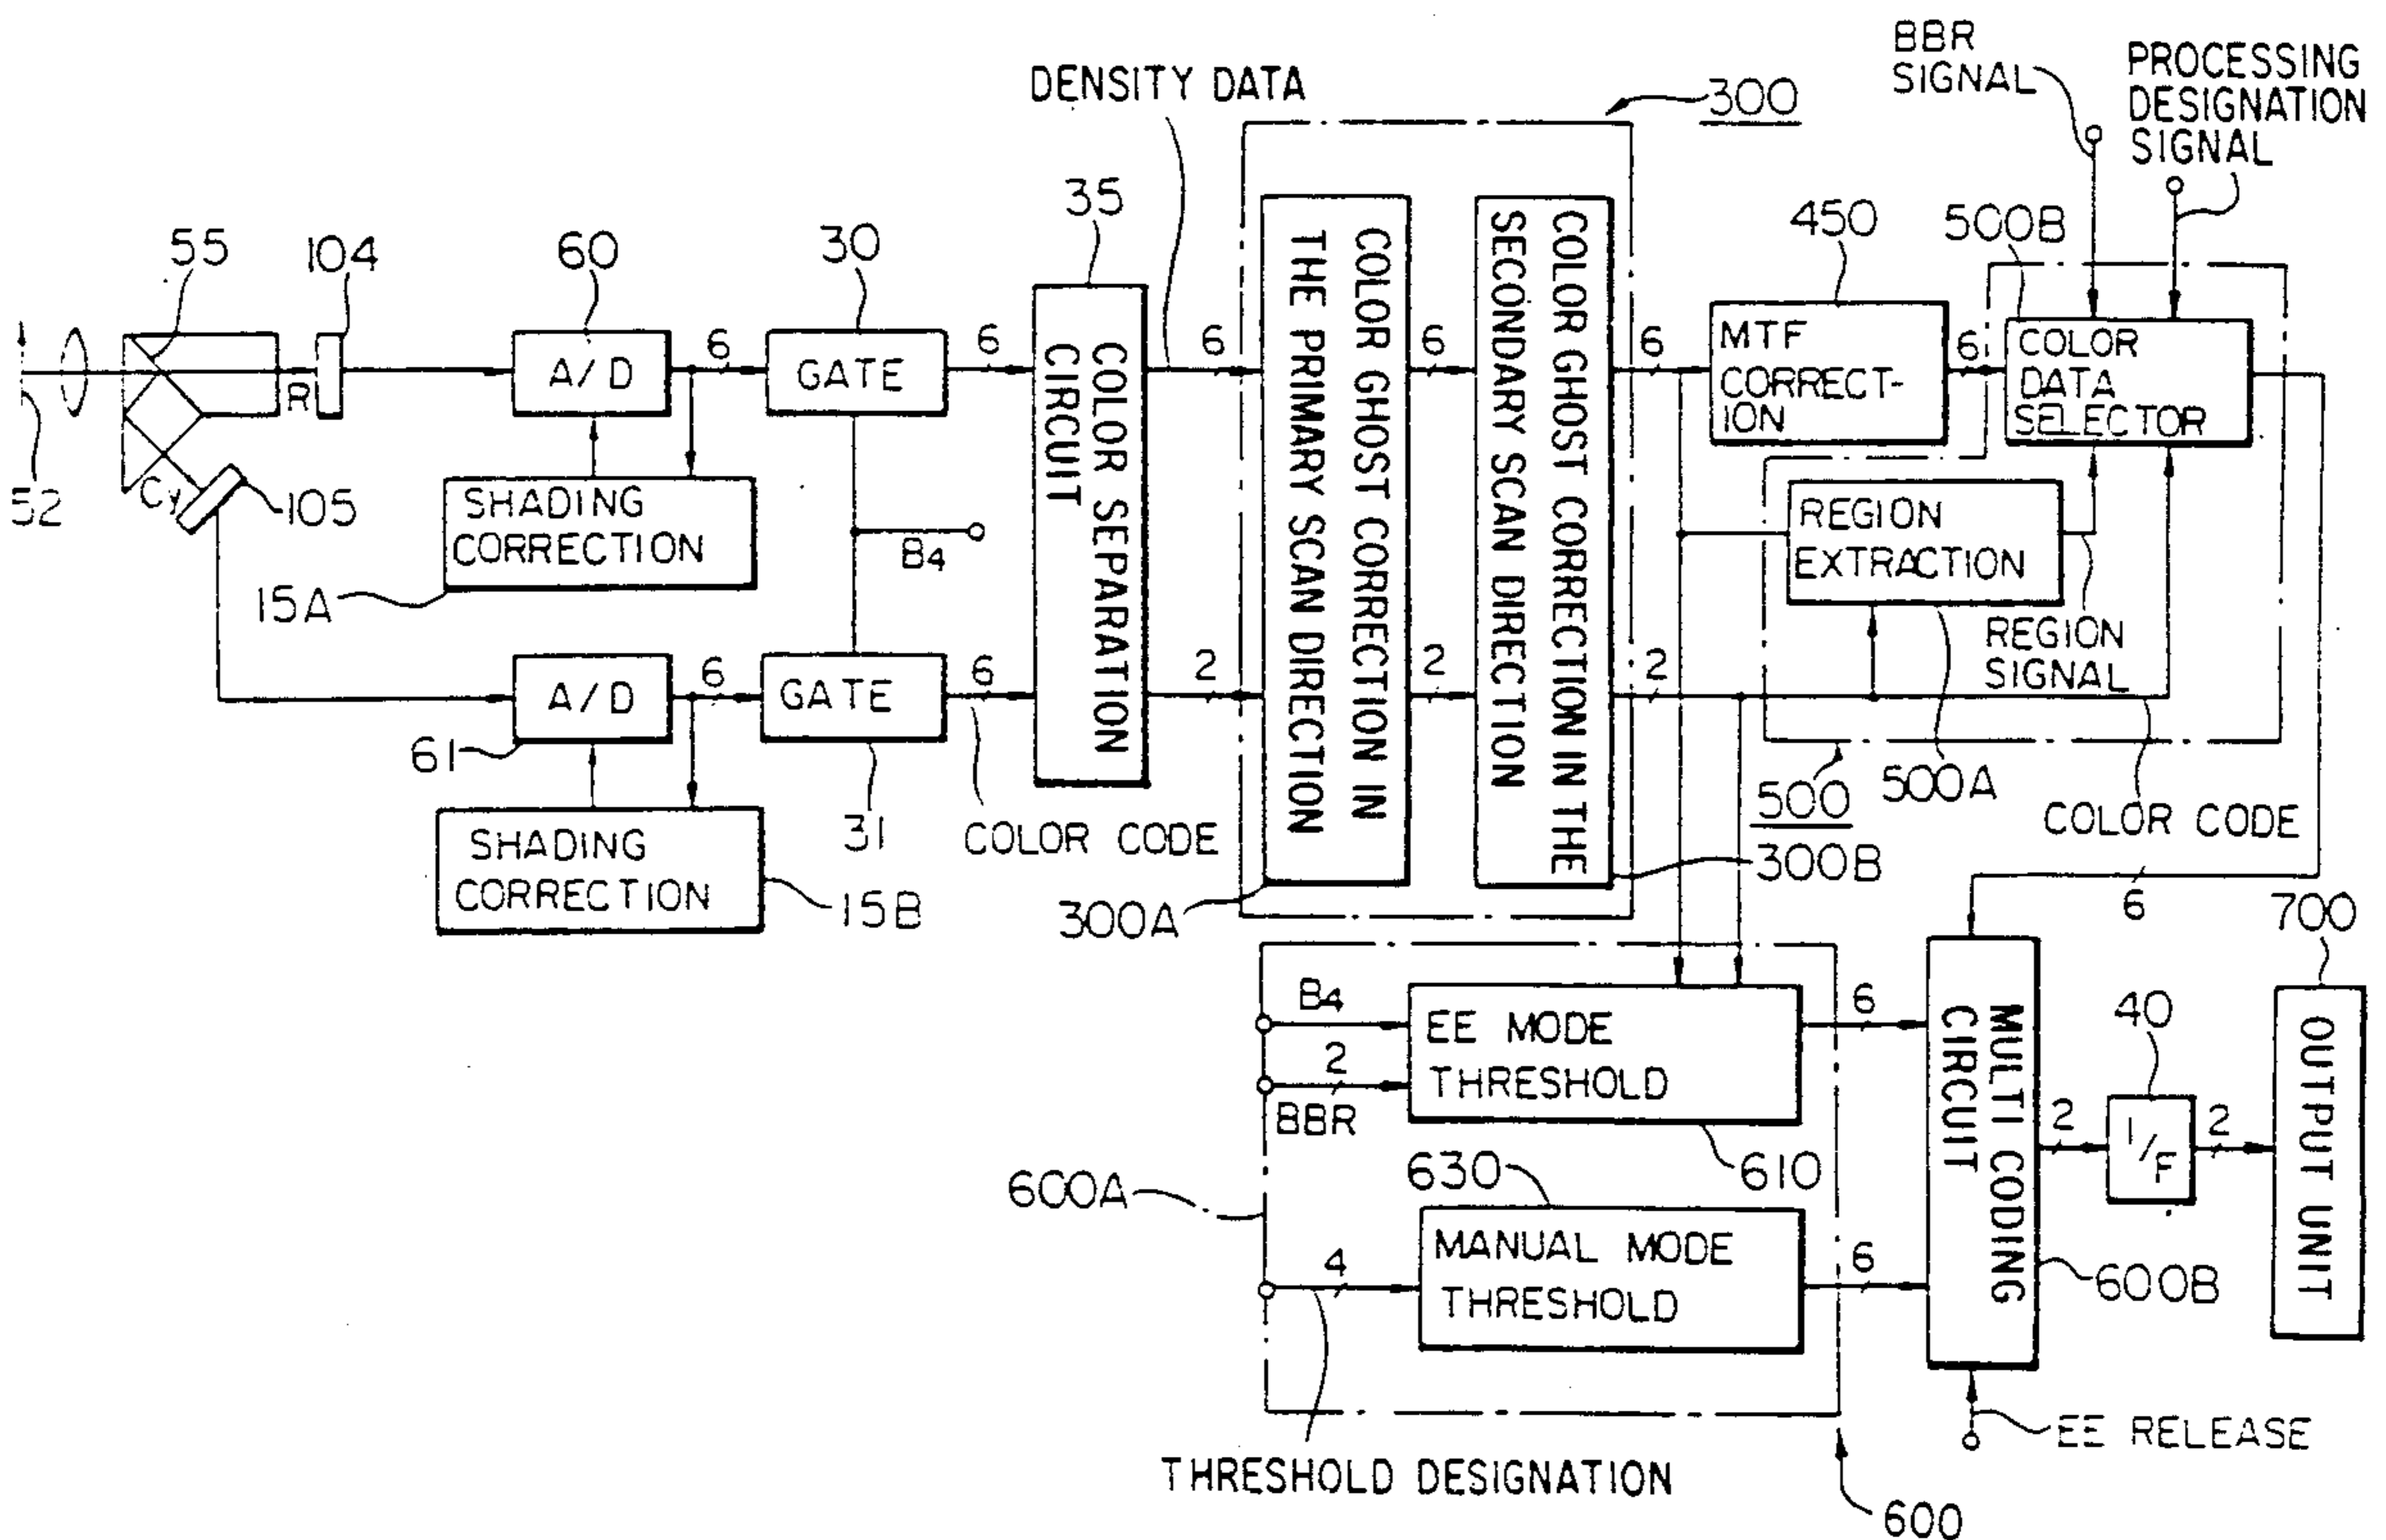 BBR
SIGNAL
PROCESSING
DESIGNATION
SIGNAL
DENSITY DATA
300
35
450
500B
55
104
60
30
52
R
Cy
105
A/D
6
GATE
6
COLOR SEPARATION
CIRCUIT
6
COLOR GHOST CORRECTION IN
THE PRIMARY SCAN DIRECTION
6
COLOR GHOST CORRECTION IN THE
SECONDARY SCAN DIRECTION
6
MTF
CORRECT-
ION
6
COLOR
DATA
SELECTOR
SHADING
CORRECTION
15A
B4
REGION
EXTRACTION
REGION
SIGNAL
A/D
6
GATE
6
2
2
2
61
31
COLOR CODE
SHADING
CORRECTION
15B
300A
300B
500
500A
COLOR CODE
6
700
B4
2
BBR
EE MODE
THRESHOLD
6
610
MULTI CODING
CIRCUIT
2
40
I/F
2
OUTPUT UNIT
600A
630
4
MANUAL MODE
THRESHOLD
6
600B
EE RELEASE
THRESHOLD DESIGNATION
600